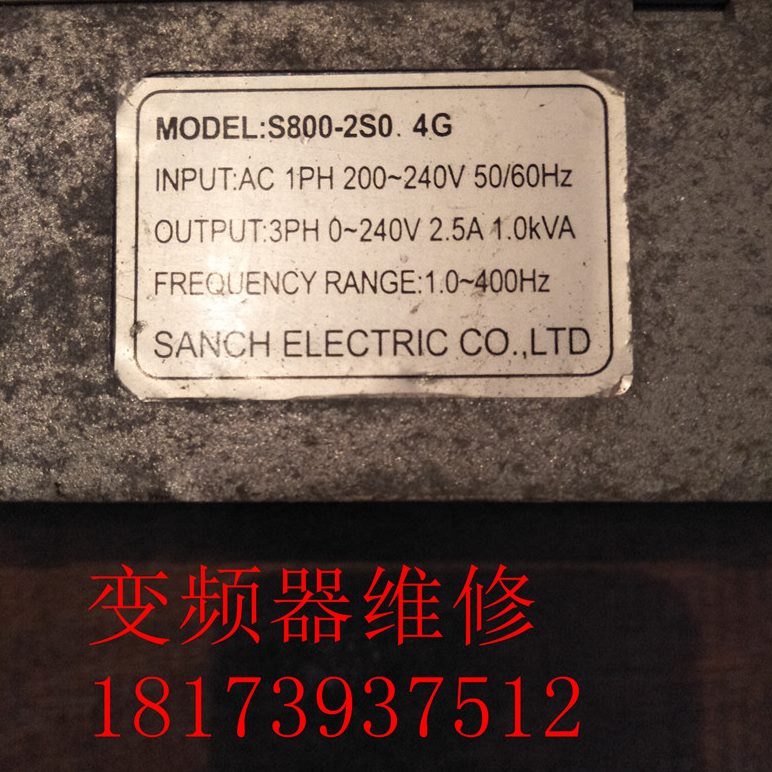 MODEL:S800-2S0. 4G
INPUT:AC 1PH 200~240V 50/60Hz
OUTPUT:3PH 0~240V 2.5A 1.0kVA
FREQUENCY RANGE:1.0~400Hz
SANCH ELECTRIC CO.,LTD
变频器维修
18173937512